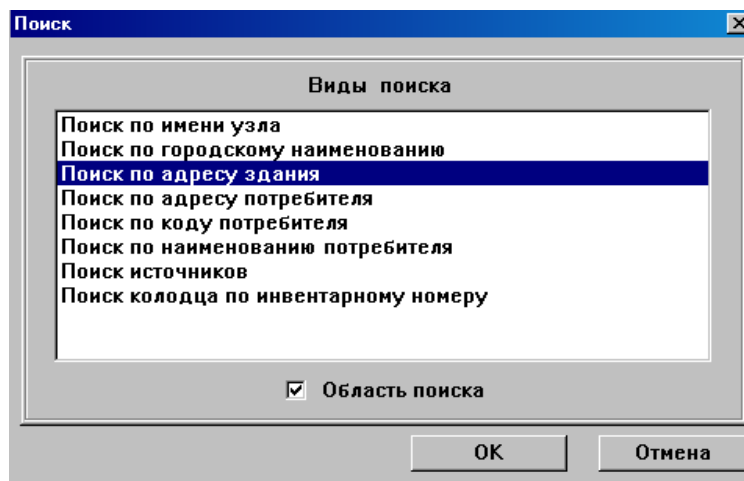 Поиск
Виды поиска
Поиск по имени узла
Поиск по городскому наименованию
Поиск по адресу здания
Поиск по адресу потребителя
Поиск по коду потребителя
Поиск по наименованию потребителя
Поиск источников
Поиск колодца по инвентарному номеру
Область поиска
OK
Отмена